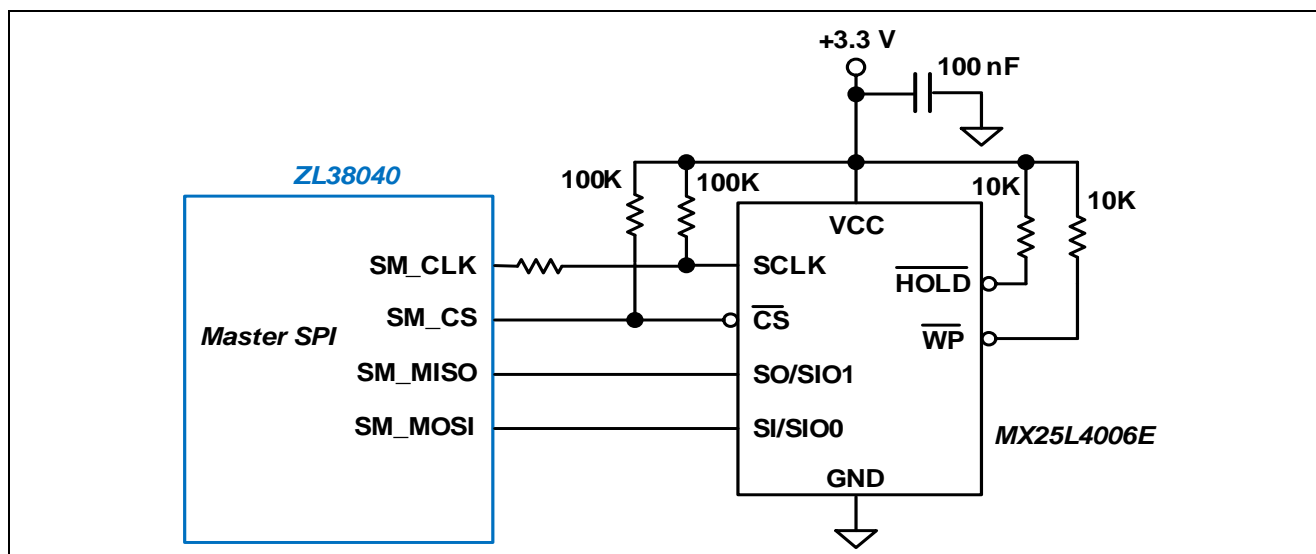 +3.3 V
100 nF
ZL38040
100K
100K
10K
10K
VCC
SM_CLK
SCLK
HOLD
SM_CS
CS
Master SPI
WP
SM_MISO
SO/SIO1
SM_MOSI
SI/SIO0
MX25L4006E
GND